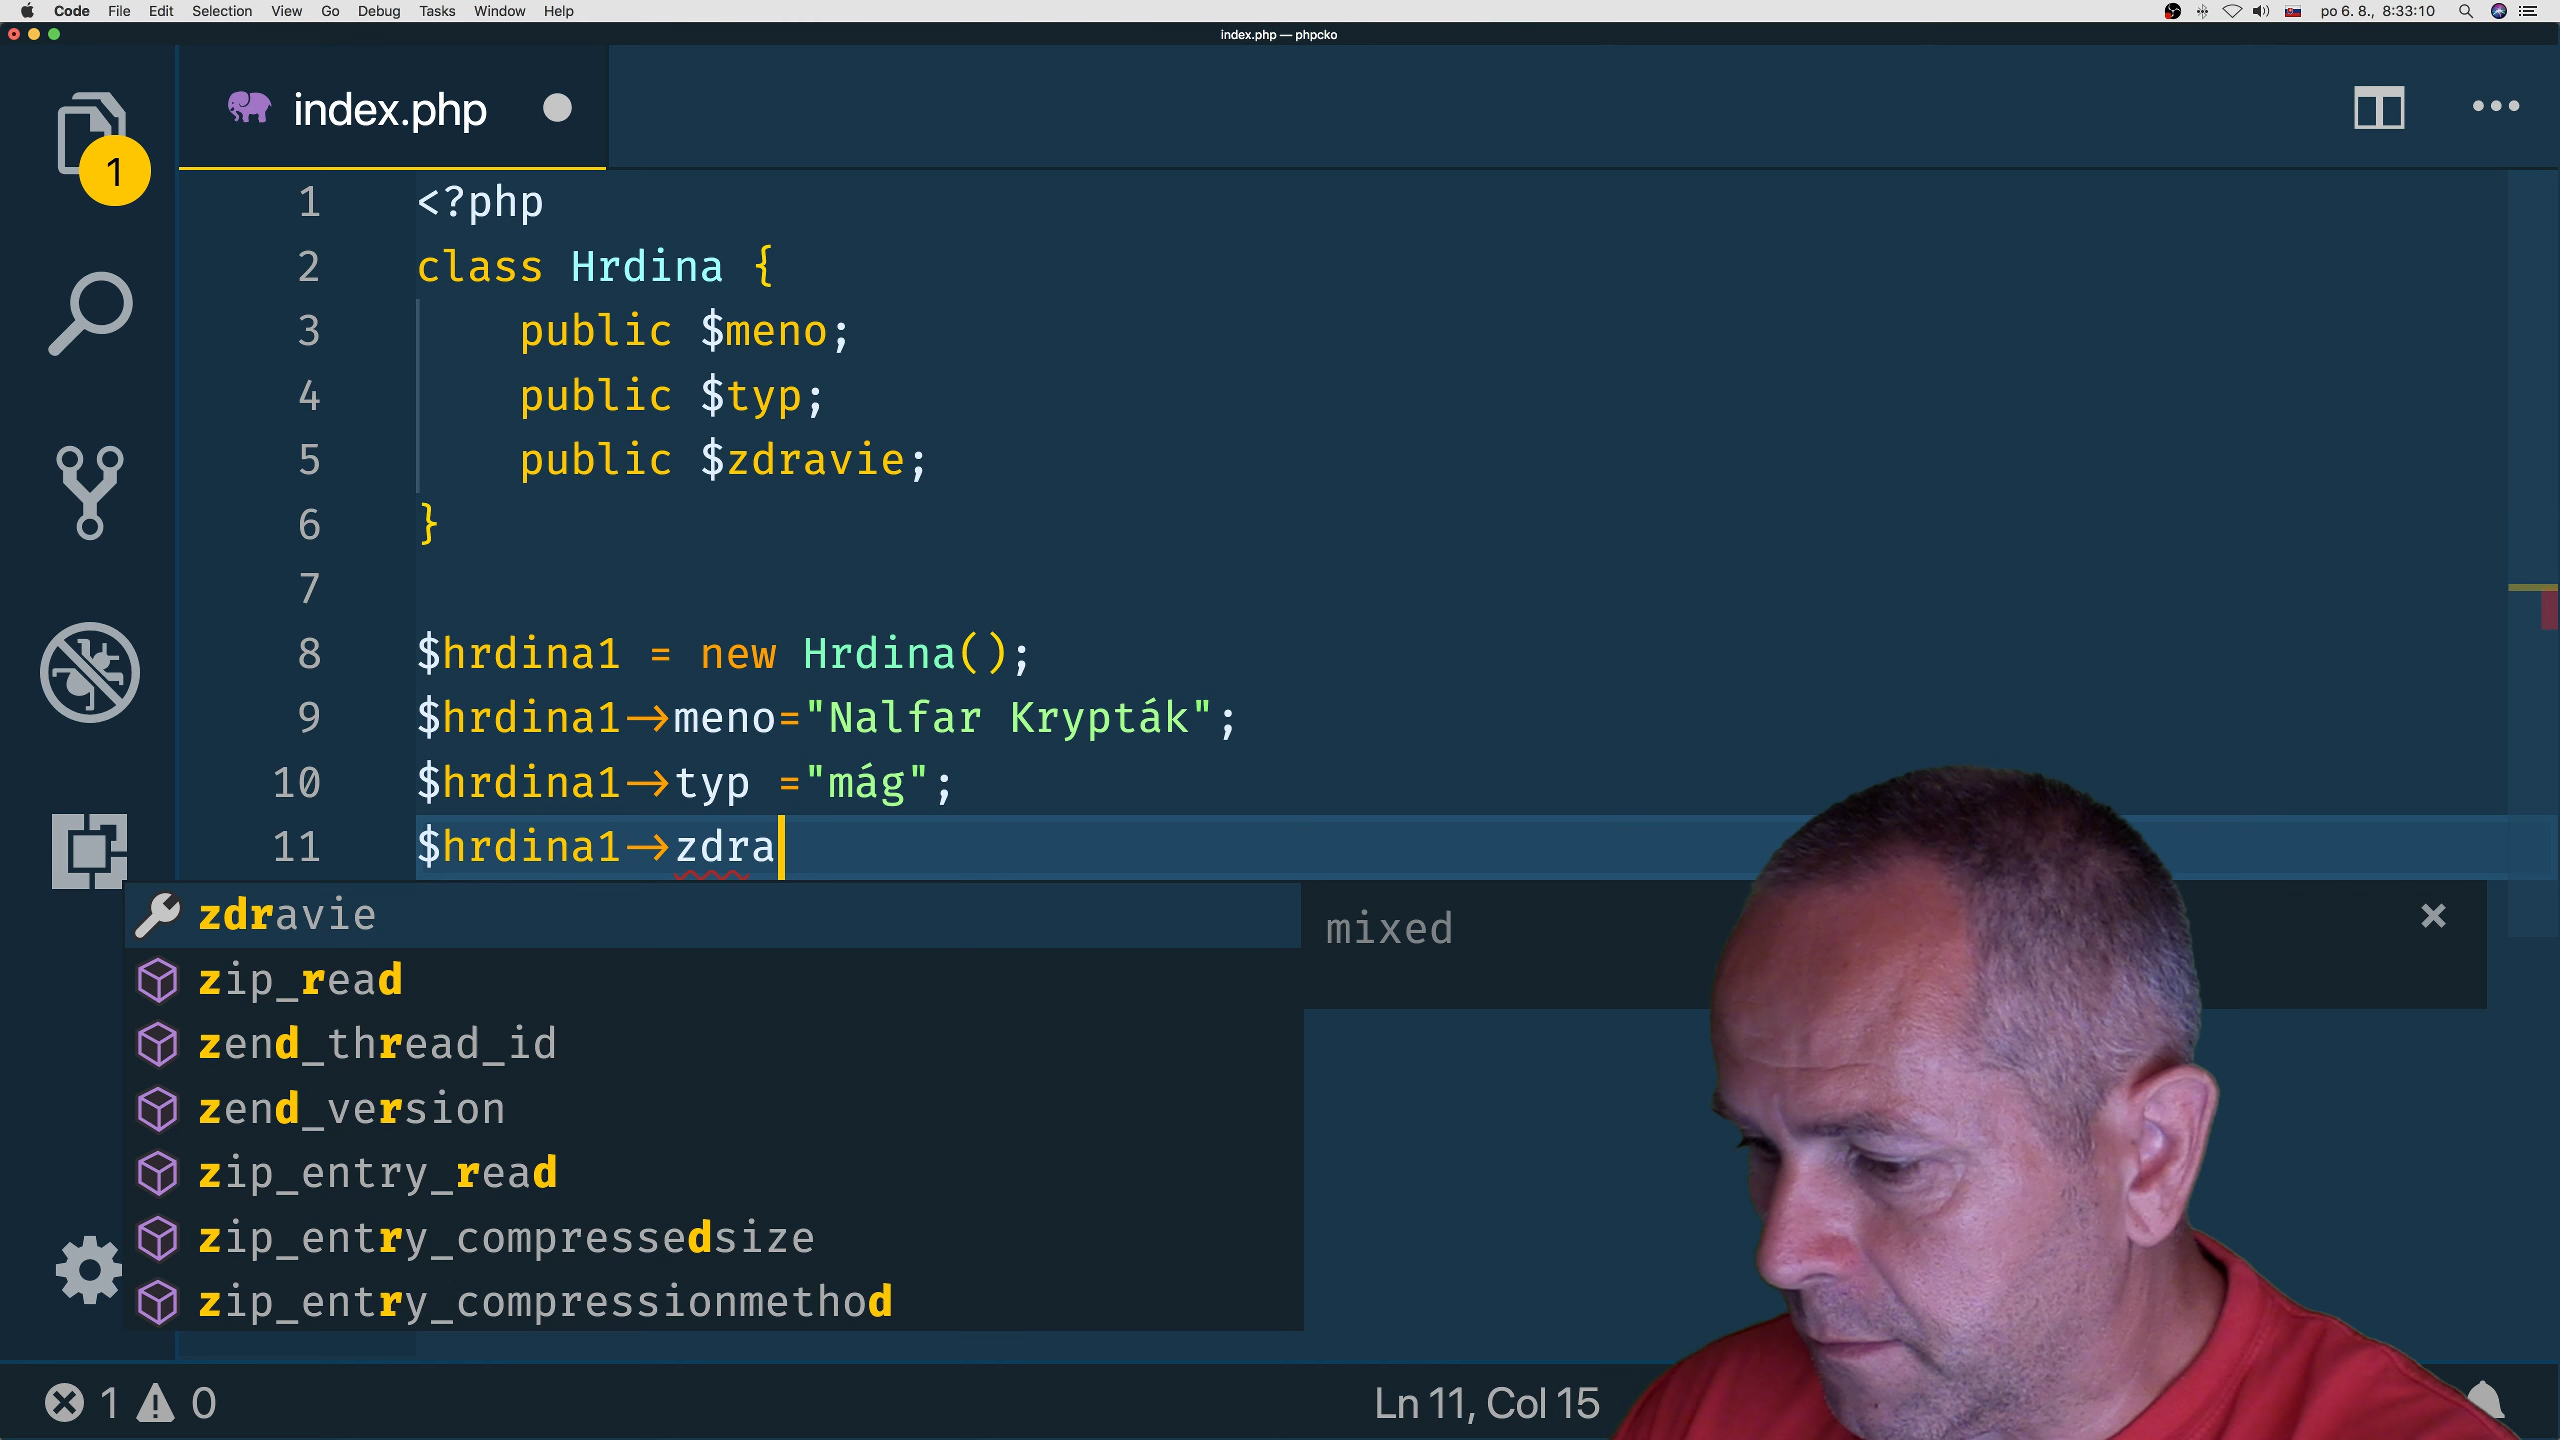 Code File Edit Selection View Go Debug Tasks Window Help po 6. 8., 8:33:10
index.php — phpcko
1
index.php
1 <?php
2 class Hrdina {
3 public $meno;
4 public $typ;
5 public $zdravie;
6 }
7
8 $hrdina1 = new Hrdina();
9 $hrdina1->meno="Nalfar Krypták";
10 $hrdina1->typ ="mág";
11 $hrdina1->zdra
zdravie mixed
zip_read
zend_thread_id
zend_version
zip_entry_read
zip_entry_compressedsize
zip_entry_compressionmethod
1 0 Ln 11, Col 15